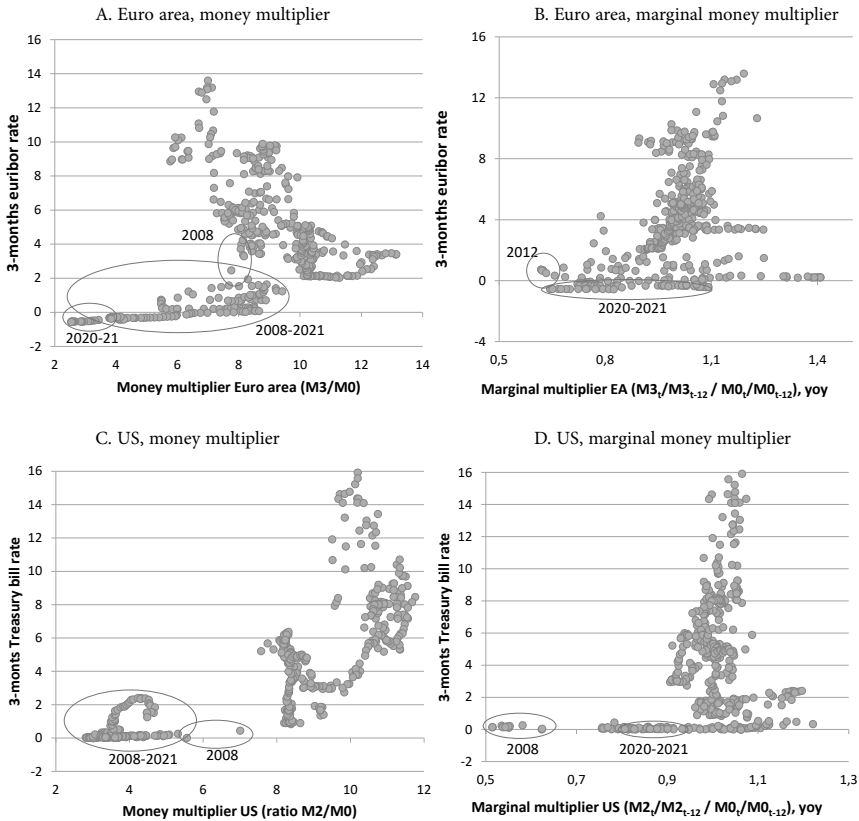 A. Euro area, money multiplier
3-months euribor rate
16
14
12
10
8
6
4
2
0
-2
2008
2008-2021
2020-21
2 4 6 8 10 12 14
Money multiplier Euro area (M3/M0)
B. Euro area, marginal money multiplier
3-months euribor rate
16
12
8
4
0
-4
2012
2020-2021
0,5 0,8 1,1 1,4
Marginal multiplier EA (M3t/M3t-12 / M0t/M0t-12), yoy
C. US, money multiplier
3-monts Treasury bill rate
16
14
12
10
8
6
4
2
0
-2
2008-2021
2008
2 4 6 8 10 12
Money multiplier US (ratio M2/M0)
D. US, marginal money multiplier
3-monts Treasury bill rate
16
14
12
10
8
6
4
2
0
-2
2008
2020-2021
0,5 0,7 0,9 1,1 1,3
Marginal multiplier US (M2t/M2t-12 / M0t/M0t-12), yoy